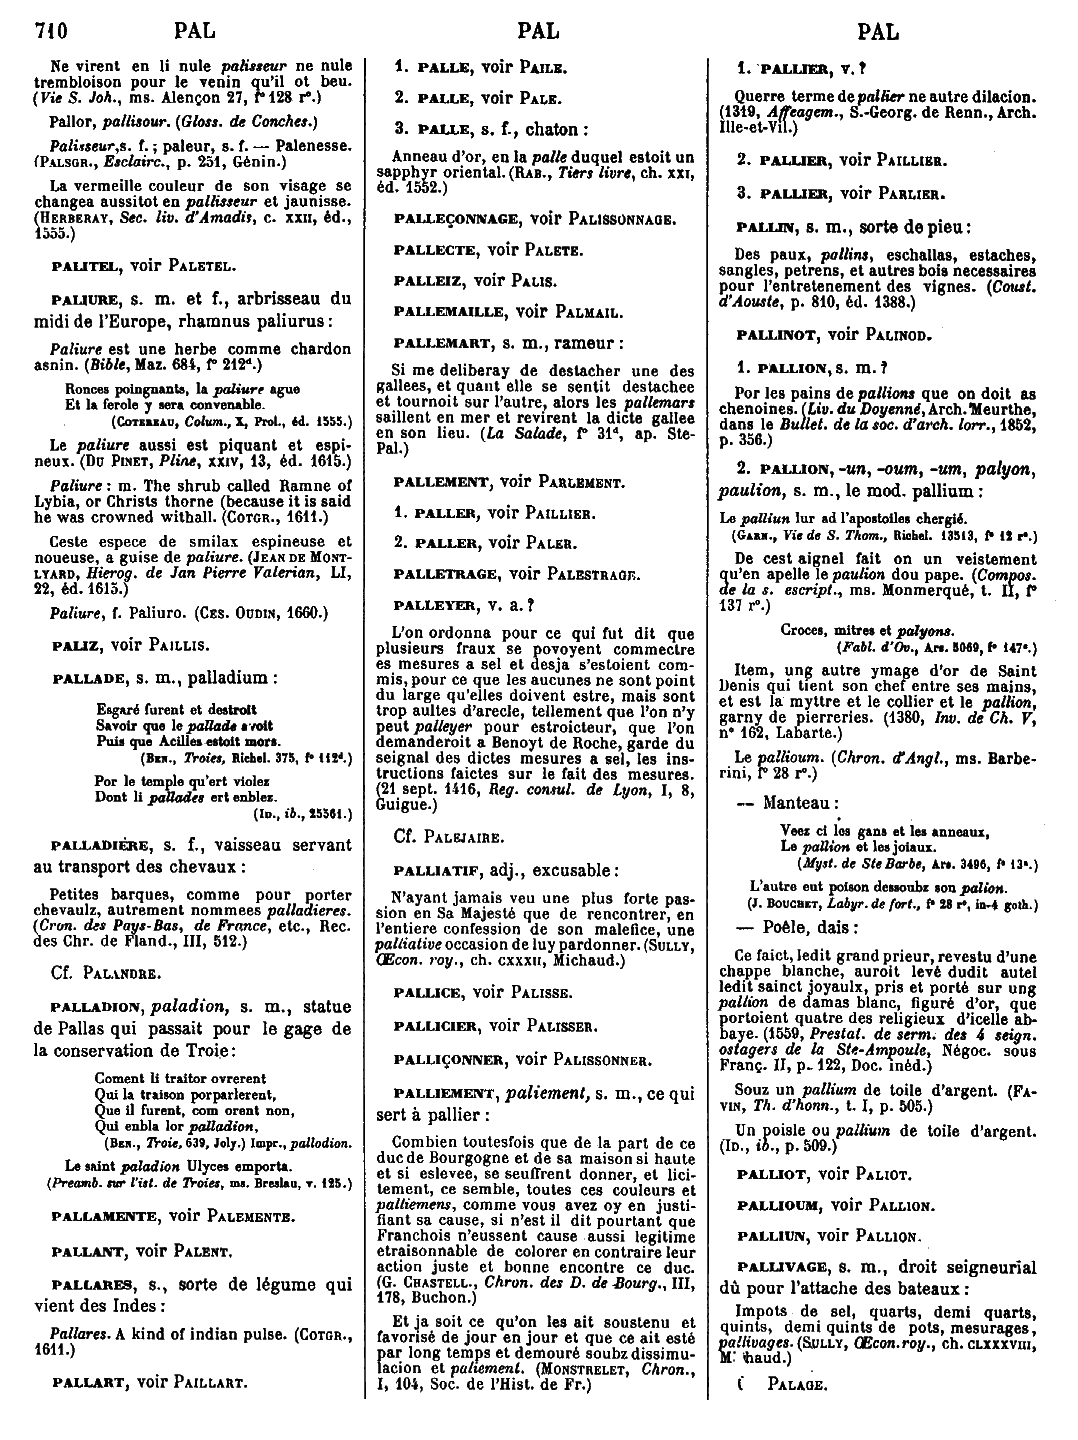 710 PAL PAL PAL
Ne virent en li nule palisseur ne nule
trembloison pour le venin qu'il ot beu.
(Vie S. Joh., ms. Alençon 27, f° 128 r°.)
Pallor, pallisour. (Gloss. de Conches.)
Palisseur, s. f. ; paleur, s. f. — Palenesse.
(PALSGR., Esclairc., p. 251, Génin.)
La vermeille couleur de son visage se
changea aussitot en pallisseur et jaunisse.
(HERBERAY, Sec. liv. d'Amadis, c. XXII, éd.,
1555.)
PALITEL, voir PALETEL.
PALIURE, s. m. et f., arbrisseau du
midi de l'Europe, rhamnus paliurus :
Paliure est une herbe comme chardon
asnin. (Bible, Maz. 684, f° 212d.)
Ronces poingnants, la paliure ague
Et la ferole y sera convenable.
(COTEREAU, Colum., X, Prol., éd. 1555.)
Le paliure aussi est piquant et espi-
neux. (DU PINET, Pline, XXIV, 13, éd. 1615.)
Paliure : m. The shrub called Ramne of
Lybia, or Christs thorne (because it is said
he was crowned withall. (COTGR., 1611.)
Ceste espece de smilax espineuse et
noueuse, a guise de paliure. (JEAN DE MONT-
LYARD, Hierog. de Jan Pierre Valerian, LI,
22, éd. 1615.)
Paliure, f. Paliuro. (CES. OUDIN, 1660.)
PALIZ, voir PAILLIS.
PALLADE, s. m., palladium :
Esgaré furent et destroit
Savoir que le pallade avoit
Puis que Acilles estoit mors.
(BEN., Troies, Richel. 375, f° 112d.)
Por le temple qu'ert violez
Dont li pallades ert enblez.
(ID., ib., 25561.)
PALLADIÈRE, s. f., vaisseau servant
au transport des chevaux :
Petites barques, comme pour porter
chevaulz, autrement nommees palladieres.
(Cron. des Pays-Bas, de France, etc., Rec.
des Chr. de Fland., III, 512.)
Cf. PALANDRE.
PALLADION, paladion, s. m., statue
de Pallas qui passait pour le gage de
la conservation de Troie :
Coment li traitor ovrerent
Qui la traison porparlerent,
Que il furent, com orent non,
Qui enbla lor palladion,
(BEN., Troie, 639, Joly.) Impr., pallodion.
Le saint paladion Ulyces emporta.
(Preamb. sur l'ist. de Troies, ms. Breslau, v. 125.)
PALLAMENTE, voir PALEMENTE.
PALLANT, voir PALENT.
PALLARES, s., sorte de légume qui
vient des Indes :
Pallares. A kind of indian pulse. (COTGR.,
1611.)
PALLART, voir PAILLART.
1. PALLE, voir PAILE.
2. PALLE, voir PALE.
3. PALLE, s. f., chaton :
Anneau d'or, en la palle duquel estoit un
sapphyr oriental. (RAB., Tiers livre, ch. XXI,
éd. 1552.)
PALLEÇONNAGE, voir PALISSONNAGE.
PALLECTE, voir PALETE.
PALLEIZ, voir PALIS.
PALLEMAILLE, voir PALMAIL.
PALLEMART, s. m., rameur :
Si me deliberay de destacher une des
gallees, et quant elle se sentit destachee
et tournoit sur l'autre, alors les pallemars
saillent en mer et revirent la dicte gallee
en son lieu. (La Salade, f° 31d, ap. Ste-
Pal.)
PALLEMENT, voir PARLEMENT.
1. PALLER, voir PAILLIER.
2. PALLER, voir PALER.
PALLETRAGE, voir PALESTRAGE.
PALLEYER, v. a. ?
L'on ordonna pour ce qui fut dit que
plusieurs fraux se povoyent commectre
es mesures a sel et desja s'estoient com-
mis, pour ce que les aucunes ne sont point
du large qu'elles doivent estre, mais sont
trop aultes d'arecle, tellement que l'on n'y
peut palleyer pour estroicteur, que l'on
demanderoit a Benoyt de Roche, garde du
seignal des dictes mesures a sel, les ins-
tructions faictes sur le fait des mesures.
(21 sept. 1416, Reg. consul. de Lyon, I, 8,
Guigue.)
Cf. PALEJAIRE.
PALLIATIF, adj., excusable :
N'ayant jamais veu une plus forte pas-
sion en Sa Majesté que de rencontrer, en
l'entiere confession de son malefice, une
palliative occasion de luy pardonner. (SULLY,
Œcon. roy., ch. CXXXII, Michaud.)
PALLICE, voir PALISSE.
PALLICIER, voir PALISSER.
PALLIÇONNER, voir PALISSONNER.
PALLIEMENT, paliement, s. m., ce qui
sert à pallier :
Combien toutesfois que de la part de ce
duc de Bourgogne et de sa maison si haute
et si eslevee, se seuffrent donner, et lici-
tement, ce semble, toutes ces couleurs et
palliemens, comme vous avez oy en justi-
fiant sa cause, si n'est il dit pourtant que
Franchois n'eussent cause aussi legitime
et raisonnable de colorer en contraire leur
action juste et bonne encontre ce duc.
(G. CHASTELL., Chron. des D. de Bourg., III,
178, Buchon.)
Et ja soit ce qu'on les ait soustenu et
favorisé de jour en jour et que ce ait esté
par long temps et demouré soubz dissimu-
lacion et paliement. (MONSTRELET, Chron.,
I, 104, Soc. de l'Hist. de Fr.)
1. PALLIER, v. ?
Querre terme de pallier ne autre dilacion.
(1319, Affeagem., S.-Georg. de Renn., Arch.
Ille-et-Vil.)
2. PALLIER, voir PAILLIER.
3. PALLIER, voir PARLIER.
PALLIN, s. m., sorte de pieu :
Des paux, pallins, eschallas, estaches,
sangles, petrens, et autres bois necessaires
pour l'entretenement des vignes. (Coust.
d'Aouste, p. 810, éd. 1388.)
PALLINOT, voir PALINOD.
1. PALLION, s. m. ?
Por les pains de pallions que on doit as
chenoines. (Liv. du Doyenné, Arch. Meurthe,
dans le Bullet. de la soc. d'arch. lorr., 1852,
p. 356.)
2. PALLION, -un, -oum, -um, palyon,
paulion, s. m., le mod. pallium :
Le palliun lur ad l'apostoiles chergié.
(GARN., Vie de S. Thom., Richel. 13513, f° 12 r°.)
De cest aignel fait on un veistement
qu'en apelle le paulion dou pape. (Compos.
de la s. escript., ms. Monmerqué, t. II, f°
137 r°.)
Croces, mitres et palyons.
(Fabl. d'Ov., Ars. 5069, f° 147c.)
Item, ung autre ymage d'or de Saint
Denis qui tient son chef entre ses mains,
et est la myttre et le collier et le pallion,
garny de pierreries. (1380, Inv. de Ch. V,
n° 162, Labarte.)
Le pallioum. (Chron. d'Angl., ms. Barbe-
rini, f° 28 r°.)
— Manteau :
Veez ci les gans et les anneaux,
Le pallion et les joiaux.
(Myst. de Ste Barbe, Ars. 3496, f° 13a.)
L'autre eut poison dessoubz son palion.
(J. BOUCHET, Labyr. de fort., f° 28 r°, in-4 goth.)
— Poêle, dais :
Ce faict, ledit grand prieur, revestu d'une
chappe blanche, auroit levé dudit autel
ledit sainct joyaulx, pris et porté sur ung
pallion de damas blanc, figuré d'or, que
portoient quatre des religieux d'icelle ab-
baye. (1559, Prestat. de serm. des 4 seign.
ostagers de la Ste-Ampoule, Négoc. sous
Franç. II, p. 122, Doc. inéd.)
Souz un pallium de toile d'argent. (FA-
VIN, Th. d'honn., t. I, p. 505.)
Un poisle ou pallium de toile d'argent.
(ID., ib., p. 509.)
PALLIOT, voir PALIOT.
PALLIOUM, voir PALLION.
PALLIUN, voir PALLION.
PALLIVAGE, s. m., droit seigneurial
dû pour l'attache des bateaux :
Impots de sel, quarts, demi quarts,
quints, demi quints de pots, mesurages,
pallivages. (SULLY, Œcon. roy., ch. CLXXXVIII,
M haud.)
C PALAGE.